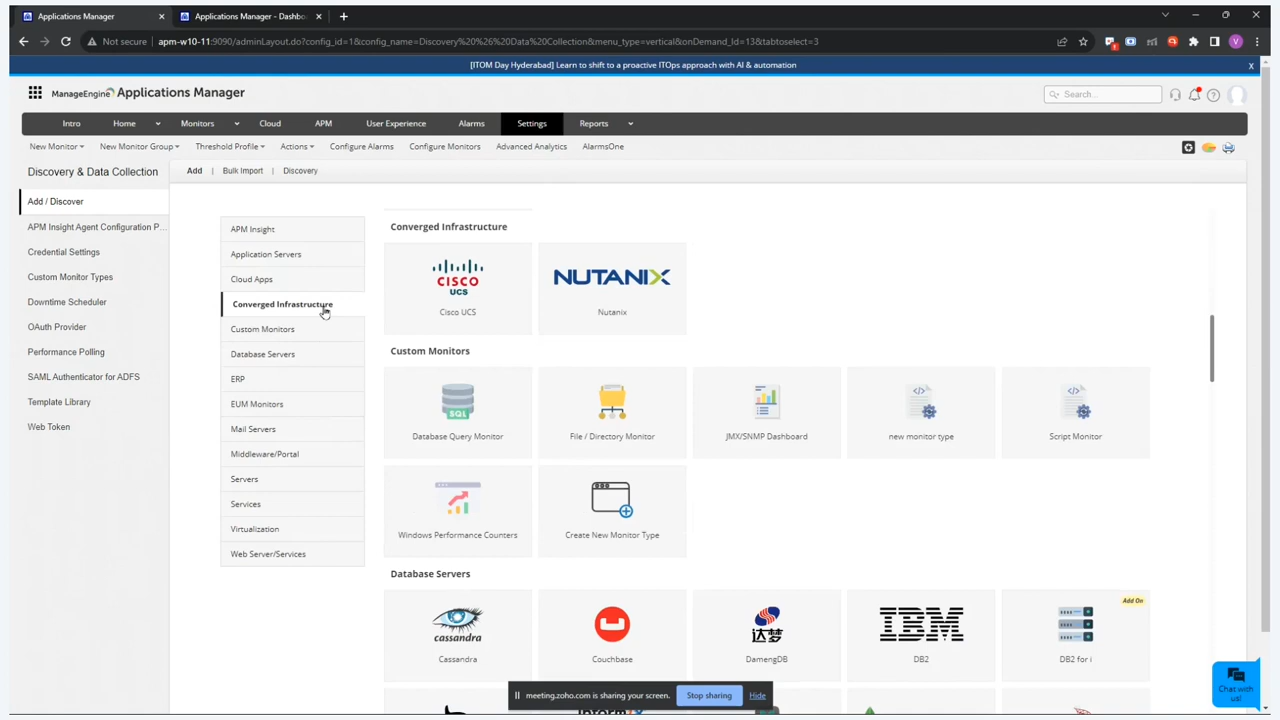 Applications Manager
Applications Manager - Dashbo
Not secure
apm-w10-11:9090/adminLayout.do?config_id=1&config_name=Discovery%20%26%20Data%20Collection&menu_type=vertical&onDemand_Id=13&tabtoselect=3
V
[ITOM Day Hyderabad] Learn to shift to a proactive ITOps approach with AI & automation
X
ManageEngine Applications Manager
Search...
Intro Home Monitors Cloud APM User Experience Alarms Settings Reports
New Monitor New Monitor Group Threshold Profile Actions Configure Alarms Configure Monitors Advanced Analytics AlarmsOne
Discovery & Data Collection
Add | Bulk Import | Discovery
Add / Discover
APM Insight Agent Configuration P...
Credential Settings
Custom Monitor Types
Downtime Scheduler
OAuth Provider
Performance Polling
SAML Authenticator for ADFS
Template Library
Web Token
APM Insight
Application Servers
Cloud Apps
Converged Infrastructure
Custom Monitors
Database Servers
ERP
EUM Monitors
Mail Servers
Middleware/Portal
Servers
Services
Virtualization
Web Server/Services
Converged Infrastructure
CISCO UCS
NUTANIX
Cisco UCS
Nutanix
Custom Monitors
SQL
Database Query Monitor
File / Directory Monitor
JMX/SNMP Dashboard
new monitor type
Script Monitor
Windows Performance Counters
Create New Monitor Type
Database Servers
cassandra
达梦
IBM
Add On
Cassandra
Couchbase
DamengDB
DB2
DB2 for i
meeting.zoho.com is sharing your screen.
Stop sharing
Hide
Chat with us!